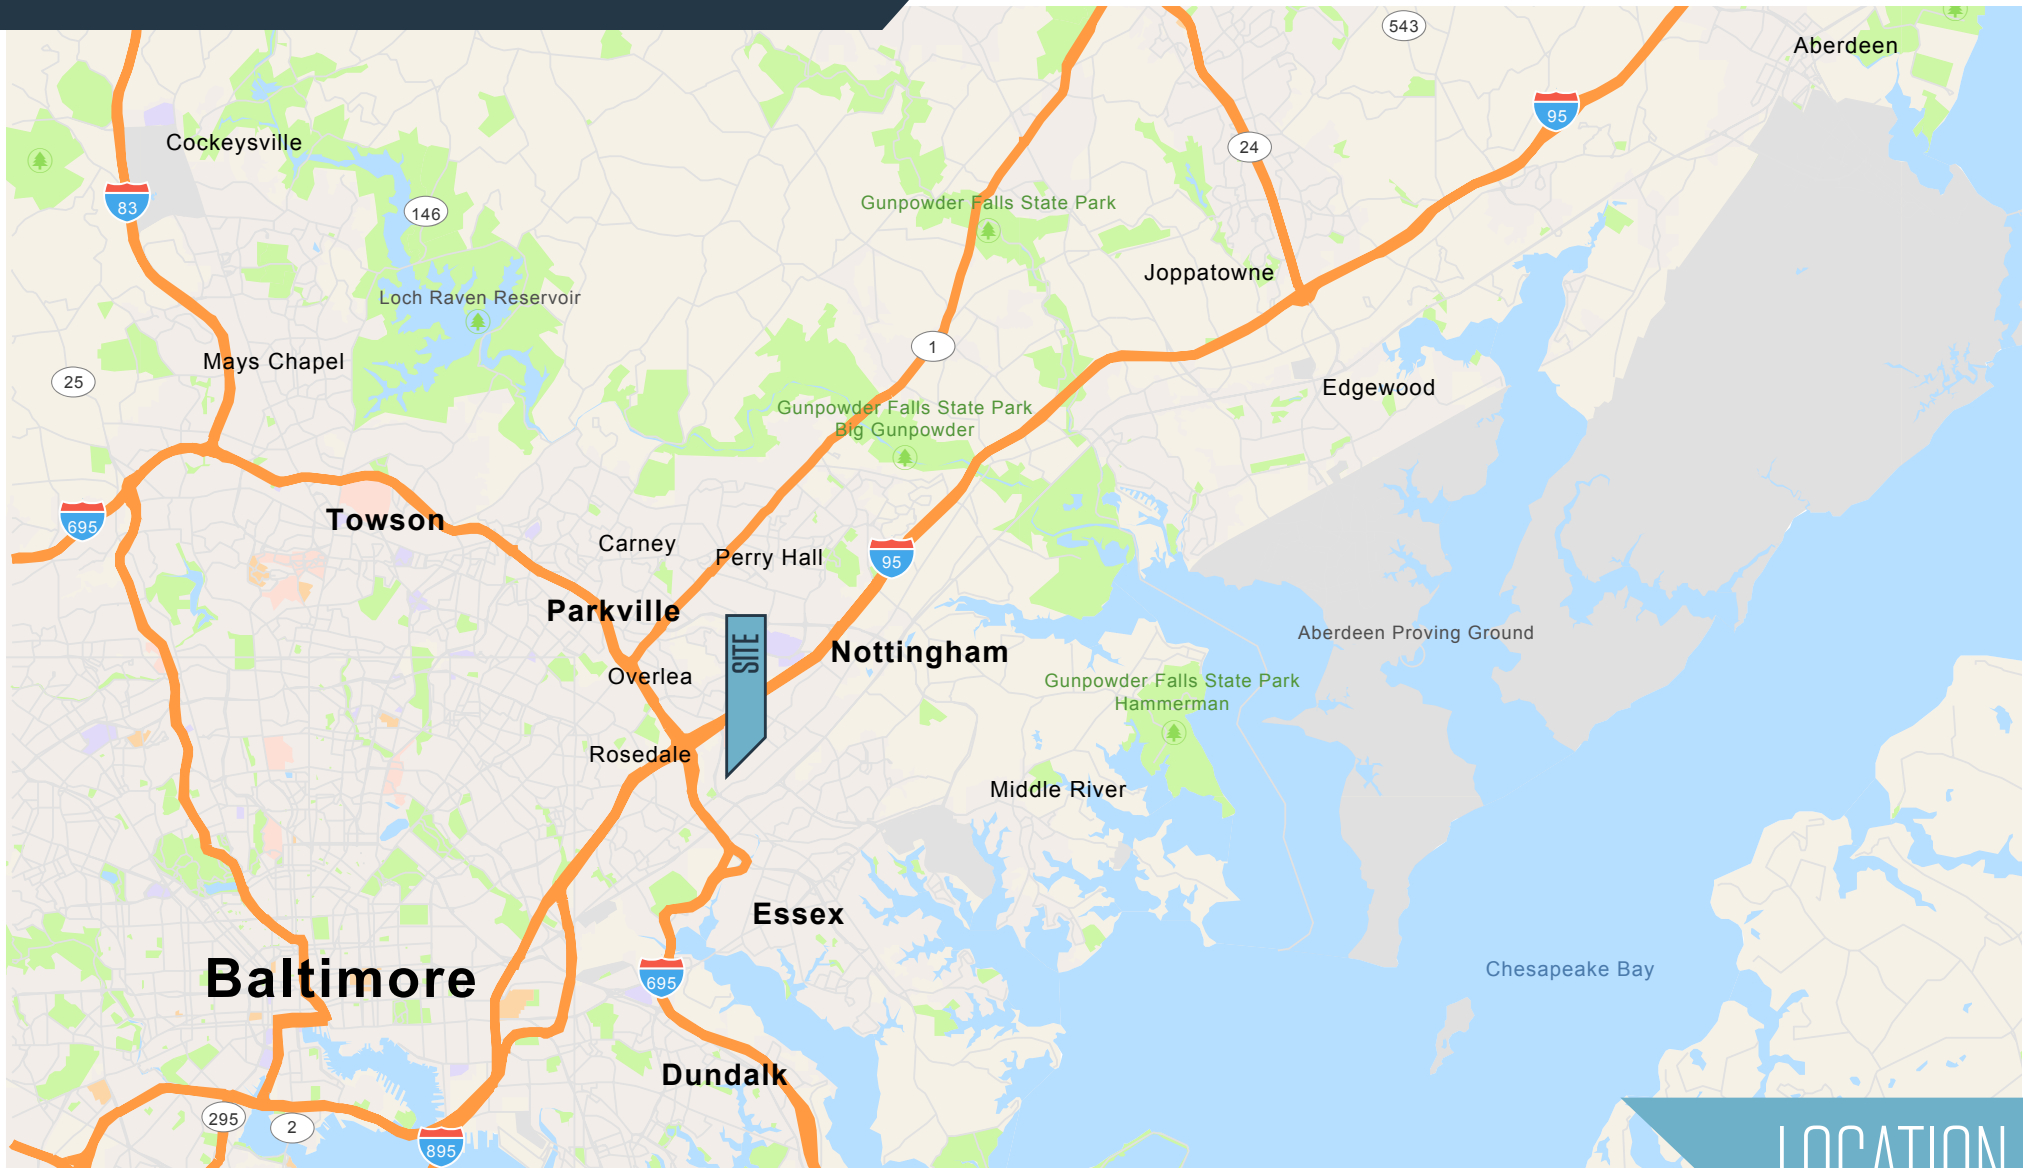 543
Aberdeen
95
Cockeysville
24
83
146
Gunpowder Falls State Park
Joppatowne
Loch Raven Reservoir
1
Mays Chapel
25
Edgewood
Gunpowder Falls State Park
Big Gunpowder
695
Towson
Carney
Perry Hall
95
Parkville
SITE
Nottingham
Aberdeen Proving Ground
Overlea
Gunpowder Falls State Park
Hammerman
Rosedale
Middle River
Essex
Baltimore
695
Chesapeake Bay
Dundalk
295
2
895
LOCATION